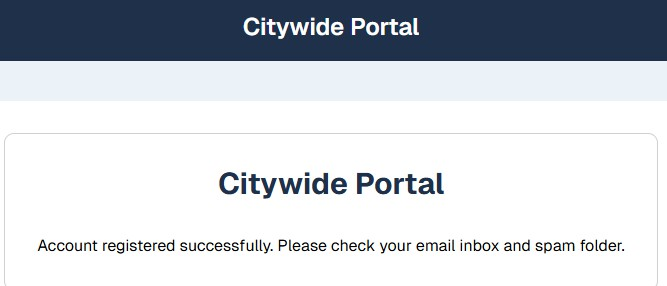 Citywide Portal
Citywide Portal
Account registered successfully. Please check your email inbox and spam folder.